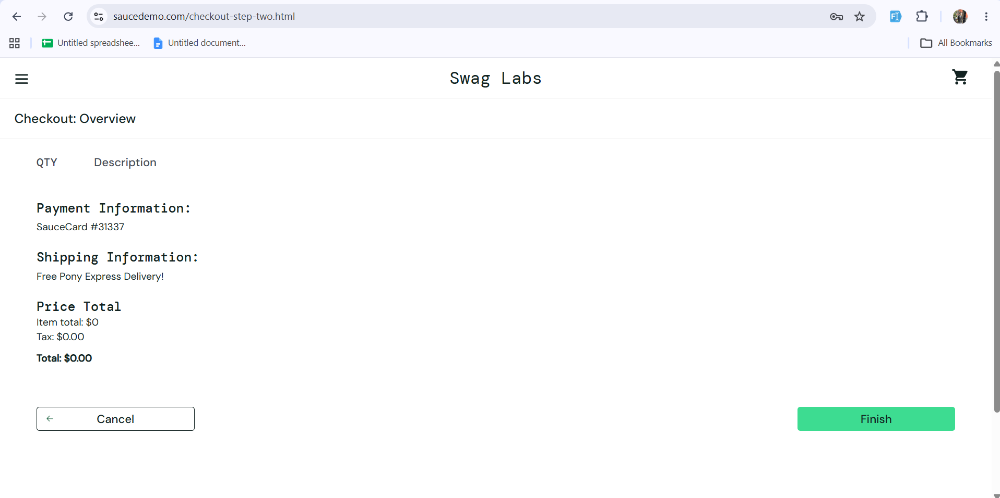 saucedemo.com/checkout-step-two.html
Untitled spreadshee...
Untitled document...
All Bookmarks
Swag Labs
Checkout: Overview
QTY Description
Payment Information:
SauceCard #31337
Shipping Information:
Free Pony Express Delivery!
Price Total
Item total: $0
Tax: $0.00
Total: $0.00
Cancel
Finish